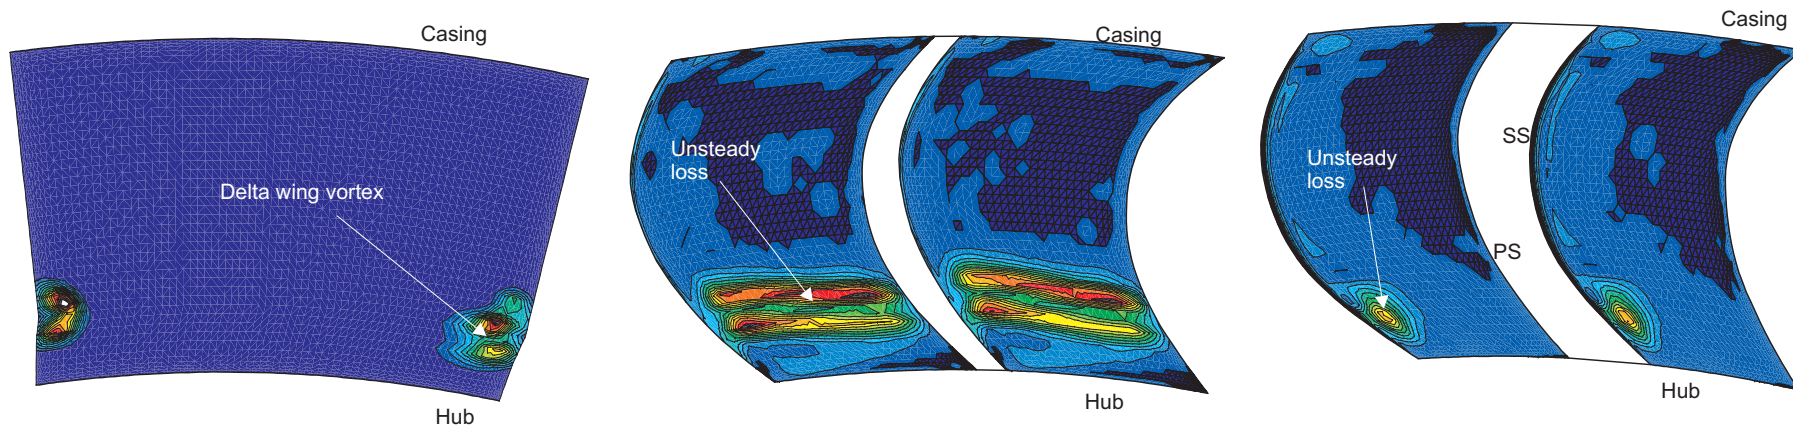 Casing
Delta wing vortex
Hub
Casing
Unsteady
loss
Hub
Casing
SS
Unsteady
loss
PS
Hub